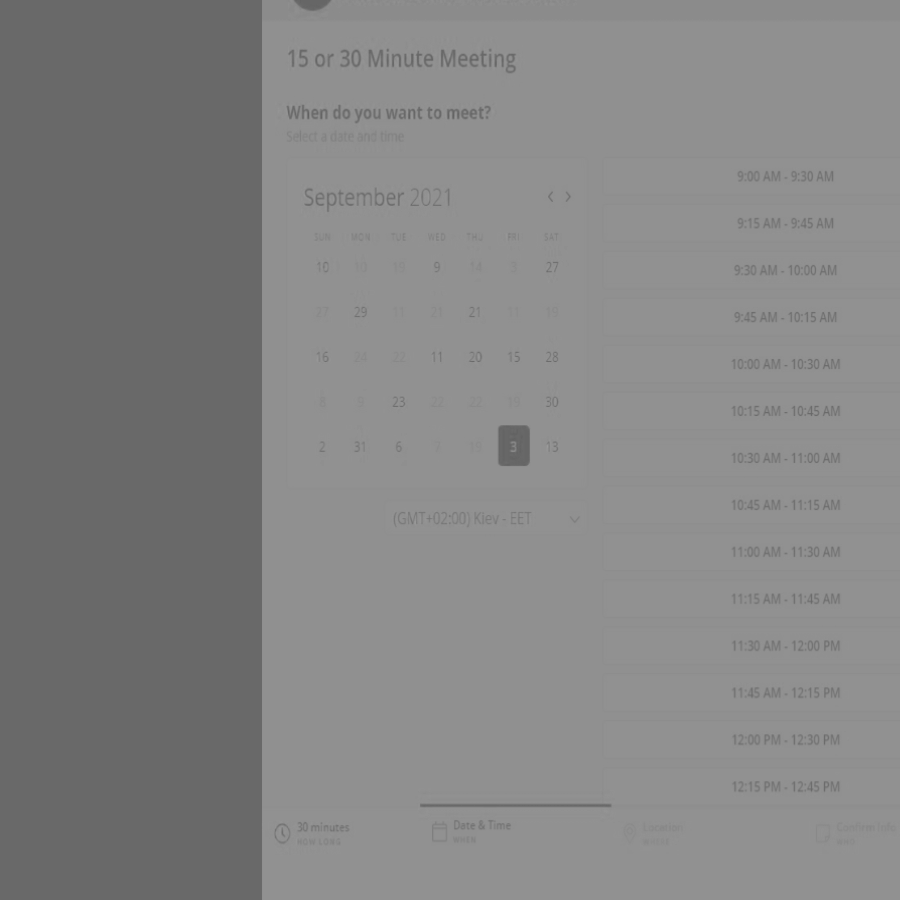 15 or 30 Minute Meeting
When do you want to meet?
Select a date and time
September 2021
SUN MON TUE WED THU FRI SAT
10 10 9 14 3 27
27 29 11 21 21 11 19
16 24 22 11 20 15 28
8 23 22 22 30
2 31 6 15 3 13
(GMT+02:00) Kiev - EET
9:00 AM - 9:30 AM
9:15 AM - 9:45 AM
9:30 AM - 10:00 AM
9:45 AM - 10:15 AM
10:00 AM - 10:30 AM
10:15 AM - 10:45 AM
10:30 AM - 11:00 AM
10:45 AM - 11:15 AM
11:00 AM - 11:30 AM
11:15 AM - 11:45 AM
11:30 AM - 12:00 PM
11:45 AM - 12:15 PM
12:00 PM - 12:30 PM
12:15 PM - 12:45 PM
30 minutes
HOW LONG
Date & Time
WHEN
Location
WHERE
Confirm Info